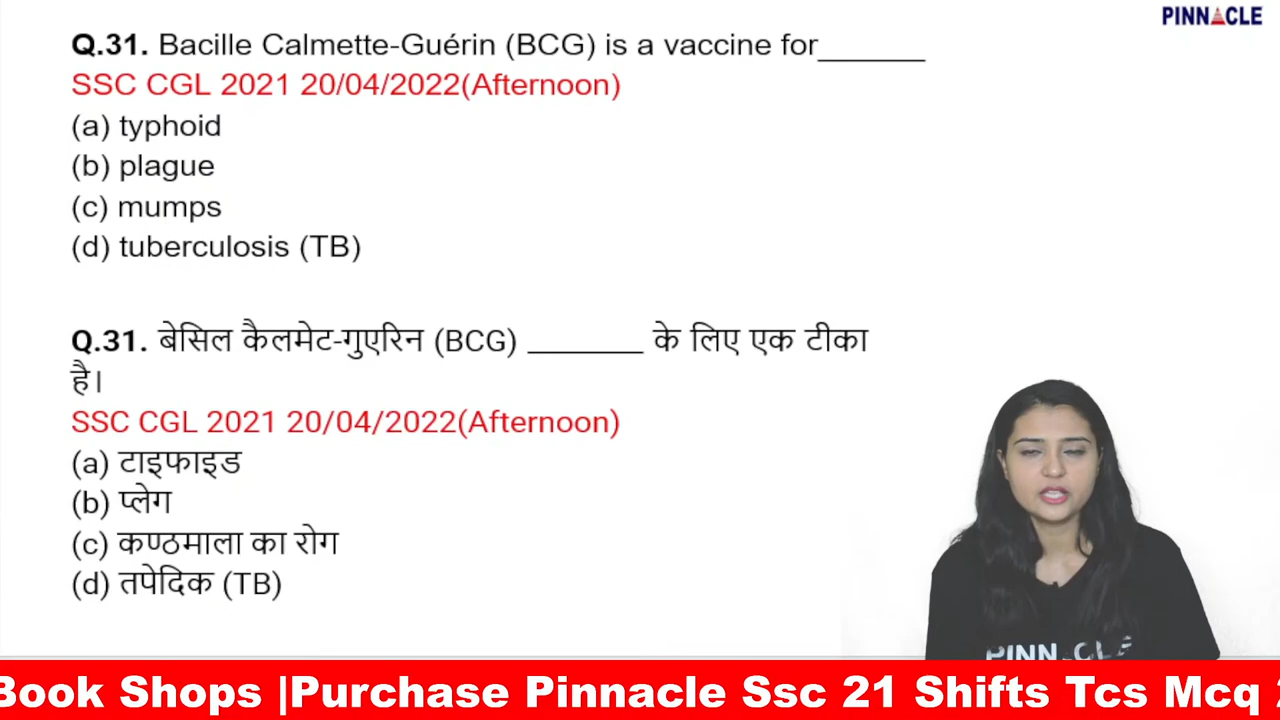 PINNACLE
Q.31. Bacille Calmette-Guérin (BCG) is a vaccine for_______
SSC CGL 2021 20/04/2022(Afternoon)
(a) typhoid
(b) plague
(c) mumps
(d) tuberculosis (TB)
Q.31. बेसिल कैलमेट-गुएरिन (BCG) _______ के लिए एक टीका
है।
SSC CGL 2021 20/04/2022(Afternoon)
(a) टाइफाइड
(b) प्लेग
(c) कण्ठमाला का रोग
(d) तपेदिक (TB)
PINNACLE
Book Shops |Purchase Pinnacle Ssc 21 Shifts Tcs Mcq